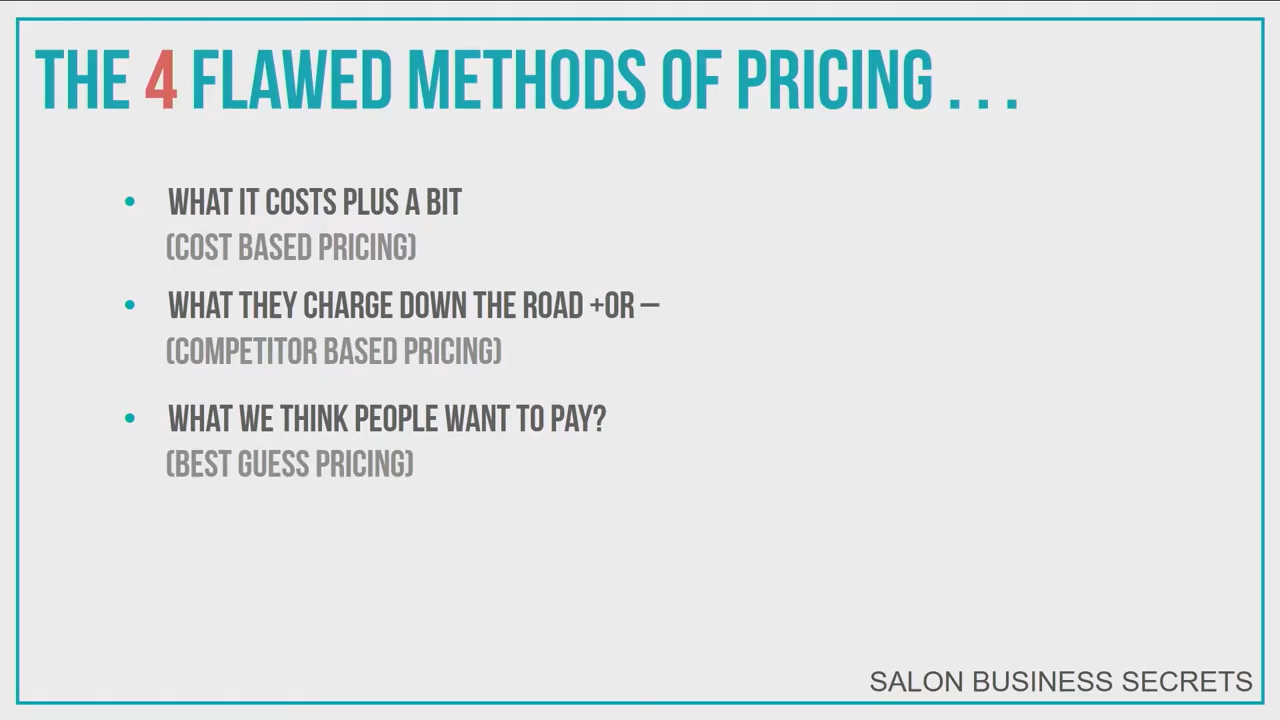 THE 4 FLAWED METHODS OF PRICING . . .
• WHAT IT COSTS PLUS A BIT
(COST BASED PRICING)
• WHAT THEY CHARGE DOWN THE ROAD +OR –
(COMPETITOR BASED PRICING)
• WHAT WE THINK PEOPLE WANT TO PAY?
(BEST GUESS PRICING)
SALON BUSINESS SECRETS